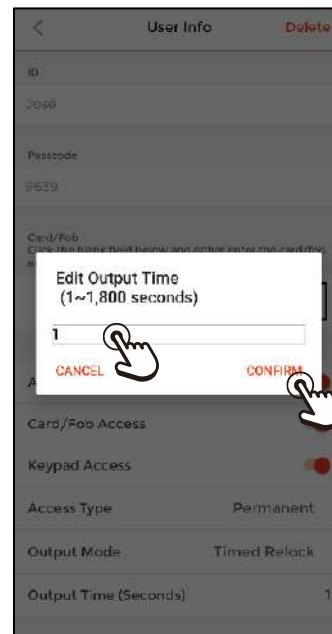 User Info
Delete
ID
José
Passcode
9639
Card/Fob
Click the blank field below and either enter the card/fob
Edit Output Time
(1~1,800 seconds)
1
CANCEL
CONFIRM
A
Card/Fob Access
Keypad Access
Access Type
Permanent
Output Mode
Timed Relock
Output Time (Seconds)
1